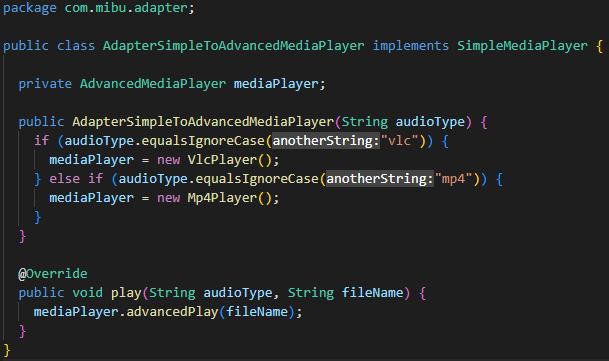 package com.mibu.adapter;
public class AdapterSimpleToAdvancedMediaPlayer implements SimpleMediaPlayer {
private AdvancedMediaPlayer mediaPlayer;
public AdapterSimpleToAdvancedMediaPlayer(String audioType) {
if (audioType.equalsIgnoreCase(anotherString:"vlc")) {
mediaPlayer = new VlcPlayer();
} else if (audioType.equalsIgnoreCase(anotherString:"mp4")) {
mediaPlayer = new Mp4Player();
}
}
@Override
public void play(String audioType, String fileName) {
mediaPlayer.advancedPlay(fileName);
}
}